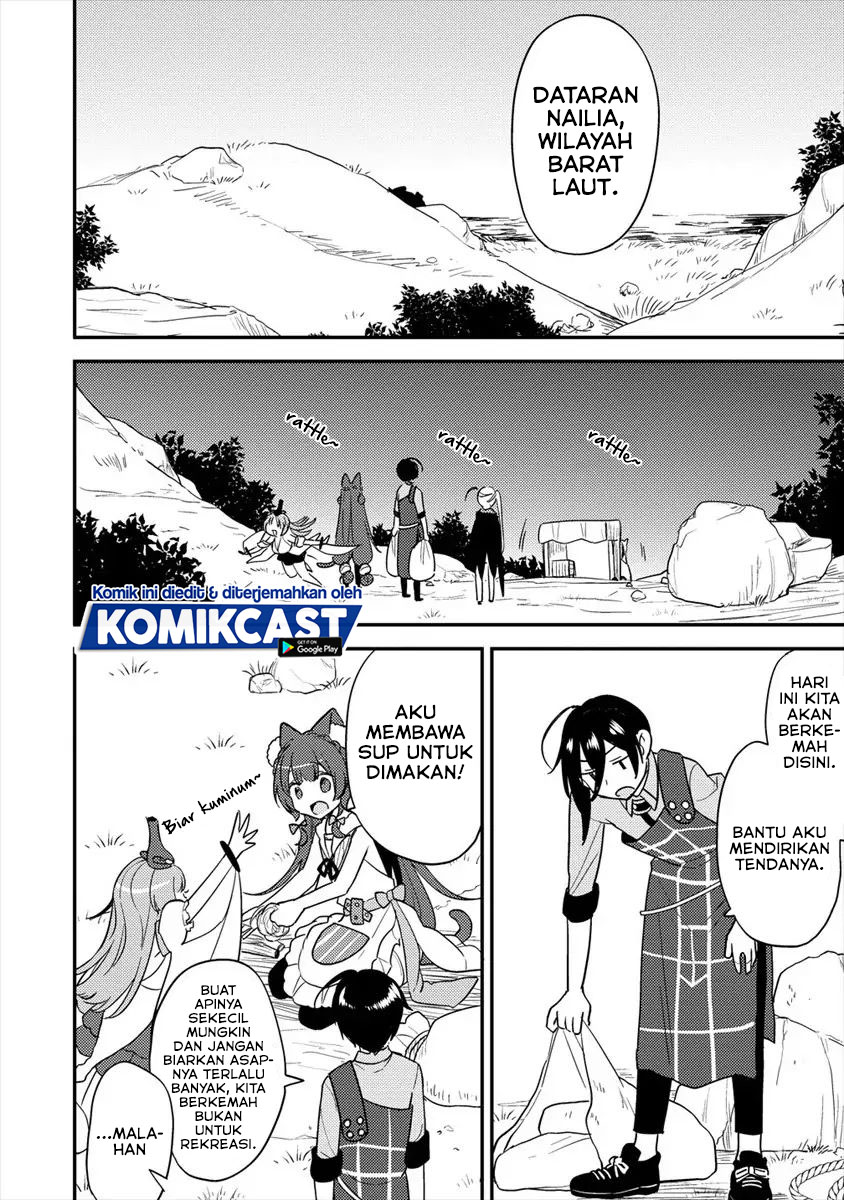 DATARAN
NAILIA,
WILAYAH
BARAT
LAUT.
rattle~
rattle~
rattle~
Komik ini diedit & diterjemahkan oleh
KOMIKCAST
GET IT ON
Google Play
HARI
INI KITA
AKAN
BERKE-
MAH
DISINI.
BANTU AKU
MENDIRIKAN
TENDANYA.
AKU
MEMBAWA
SUP UNTUK
DIMAKAN!
Biar kuminum~
BUAT
APINYA
SEKECIL
MUNGKIN
DAN JANGAN
BIARKAN ASAP-
NYA TERLALU
BANYAK, KITA
BERKEMAH
BUKAN
UNTUK
REKREASI.
...MALA-
HAN